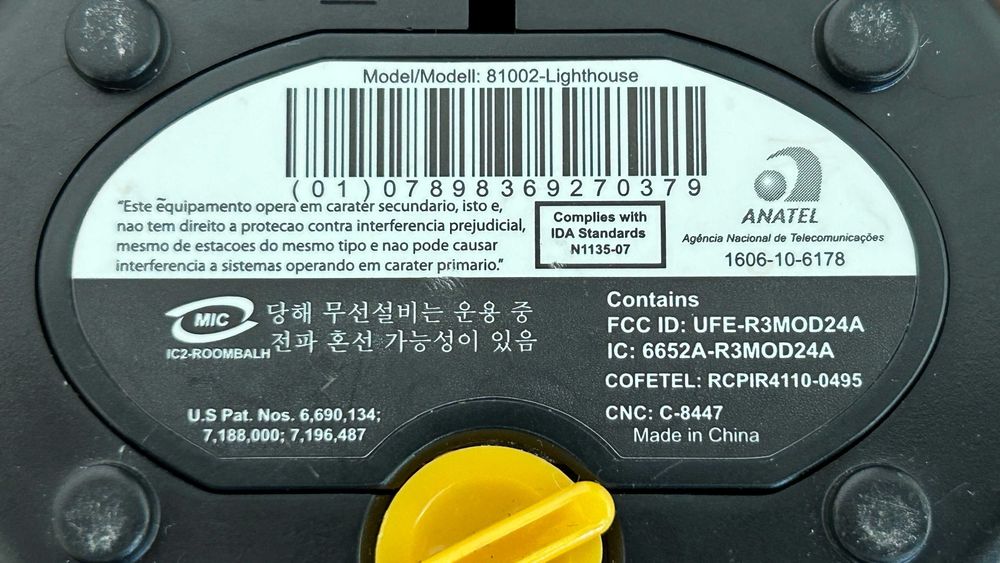 Model/Modell: 81002-Lighthouse
(01)07898369270379
"Este ẽquipamento opera em caratér secundario, isto e,
nao tem direito a protecao contra interferencia prejudicial,
mesmo de estacoes do mesmo tipo e nao pode causar
interferencia a sistemas operando em carater primario."
Complies with
IDA Standards
N1135-07
ANATEL
Agência Nacional de Telecomunicações
1606-10-6178
MIC
IC2-ROOMBALH
당해 무선설비는 운용 중
전파 혼선 가능성이 있음
U.S Pat. Nos. 6,690,134;
7,188,000; 7,196,487
Contains
FCC ID: UFE-R3MOD24A
IC: 6652A-R3MOD24A
COFETEL: RCPIR4110-0495
CNC: C-8447
Made in China